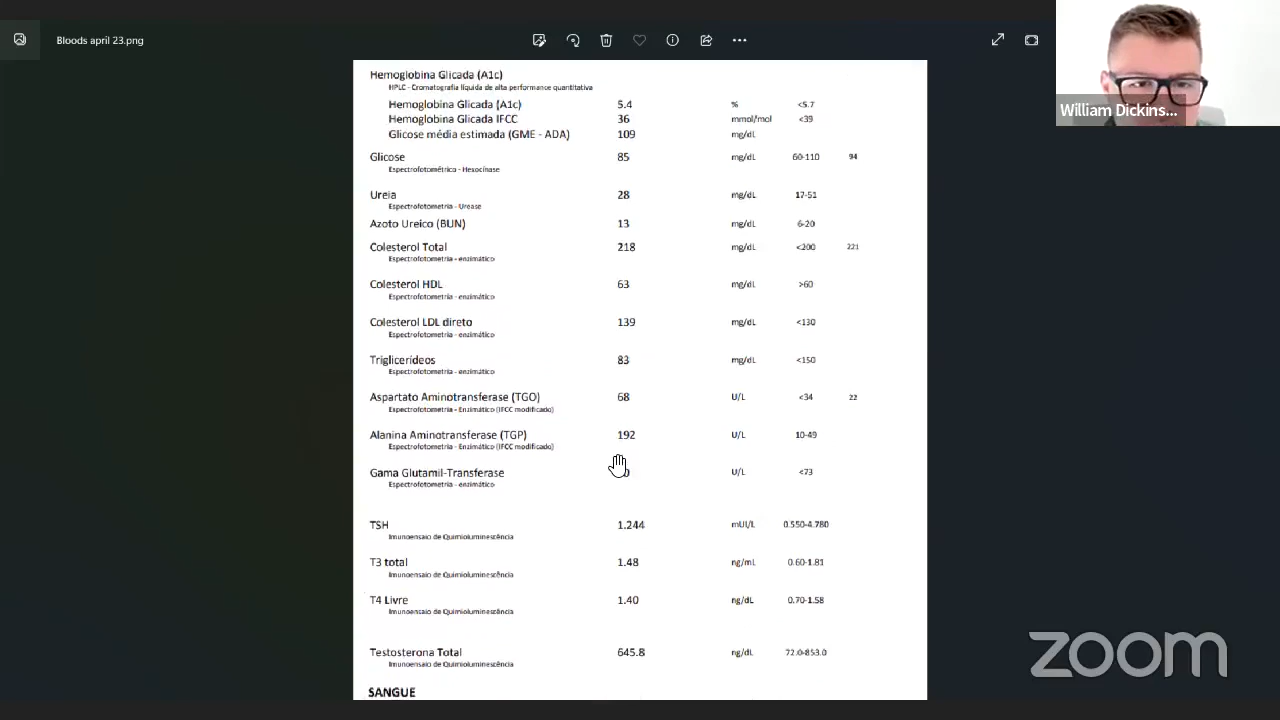 Bloods april 23.png
William Dickins...
Hemoglobina Glicada (A1c)
HPLC - Cromatografia líquida de alta performance quantitativa
Hemoglobina Glicada (A1c) 5.4 % <5.7
Hemoglobina Glicada IFCC 36 mmol/mol <39
Glicose média estimada (GME - ADA) 109 mg/dL
Glicose 85 mg/dL 60-110 94
Espectrofotométrico - Hexocinase
Ureia 28 mg/dL 17-51
Espectrofotometria - Urease
Azoto Ureico (BUN) 13 mg/dL 6-20
Colesterol Total 218 mg/dL <200 221
Espectrofotometria - enzimático
Colesterol HDL 63 mg/dL >60
Espectrofotometria - enzimático
Colesterol LDL direto 139 mg/dL <130
Espectrofotometria - enzimático
Triglicerídeos 83 mg/dL <150
Espectrofotometria - enzimático
Aspartato Aminotransferase (TGO) 68 U/L <34 22
Espectrofotometria - Enzimático (IFCC modificado)
Alanina Aminotransferase (TGP) 192 U/L 10-49
Espectrofotometria - Enzimático (IFCC modificado)
Gama Glutamil-Transferase U/L <73
Espectrofotometria - enzimático
TSH 1.244 mUI/L 0.550-4.780
Imunoensaio de Quimioluminescência
T3 total 1.48 ng/mL 0.60-1.81
Imunoensaio de Quimioluminescência
T4 Livre 1.40 ng/dL 0.70-1.58
Imunoensaio de Quimioluminescência
Testosterona Total 645.8 ng/dL 72.0-853.0
Imunoensaio de Quimioluminescência
SANGUE
zoom